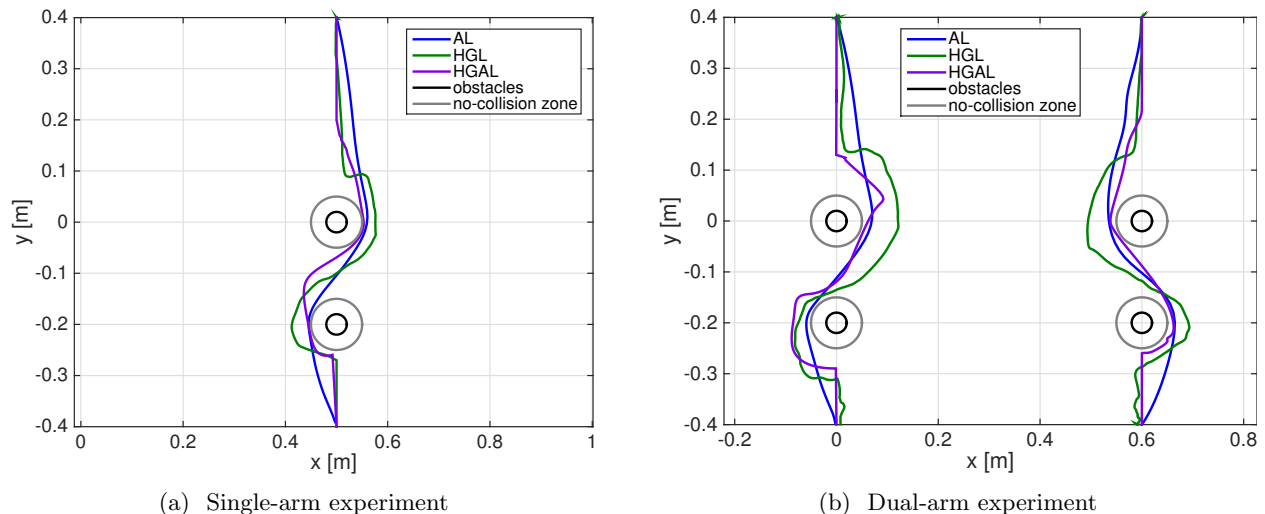 0.4
0.3
0.2
0.1
0
-0.1
-0.2
-0.3
-0.4
y [m]
0
0.2
0.4
0.6
0.8
1
x [m]
AL
HGL
HGAL
obstacles
no-collision zone
(a) Single-arm experiment
0.4
0.3
0.2
0.1
0
-0.1
-0.2
-0.3
-0.4
y [m]
-0.2
0
0.2
0.4
0.6
0.8
x [m]
AL
HGL
HGAL
obstacles
no-collision zone
(b) Dual-arm experiment